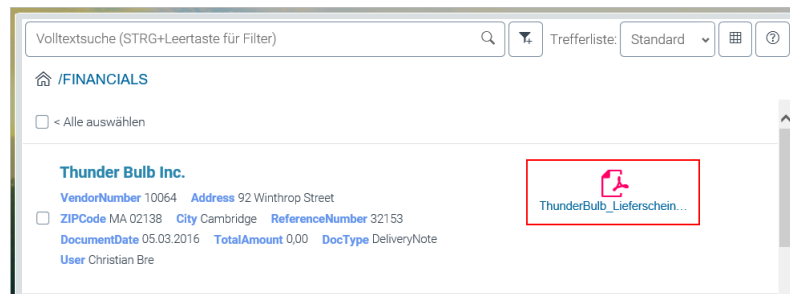 Volltextsuche (STRG+Leertaste für Filter)
Trefferliste: Standard
/FINANCIALS
< Alle auswählen
Thunder Bulb Inc.
VendorNumber 10064 Address 92 Winthrop Street
ZIPCode MA 02138 City Cambridge ReferenceNumber 32153
DocumentDate 05.03.2016 TotalAmount 0,00 DocType DeliveryNote
User Christian Bre
ThunderBulb_Lieferschein...